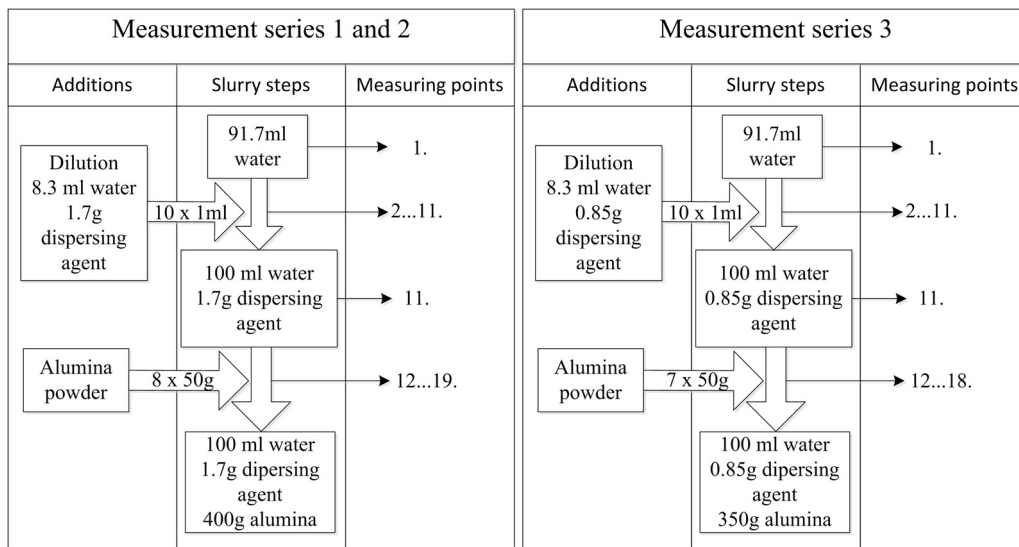 Measurement series 1 and 2
Additions
Slurry steps
Measuring points
91.7ml
water
1.
Dilution
8.3 ml water
1.7g
dispersing
agent
10 x 1ml
2...11.
100 ml water
1.7g dispersing
agent
11.
Alumina
powder
8 x 50g
12...19.
100 ml water
1.7g dipersing
agent
400g alumina
Measurement series 3
Additions
Slurry steps
Measuring points
91.7ml
water
1.
Dilution
8.3 ml water
0.85g
dispersing
agent
10 x 1ml
2...11.
100 ml water
0.85g dispersing
agent
11.
Alumina
powder
7 x 50g
12...18.
100 ml water
0.85g dipersing
agent
350g alumina